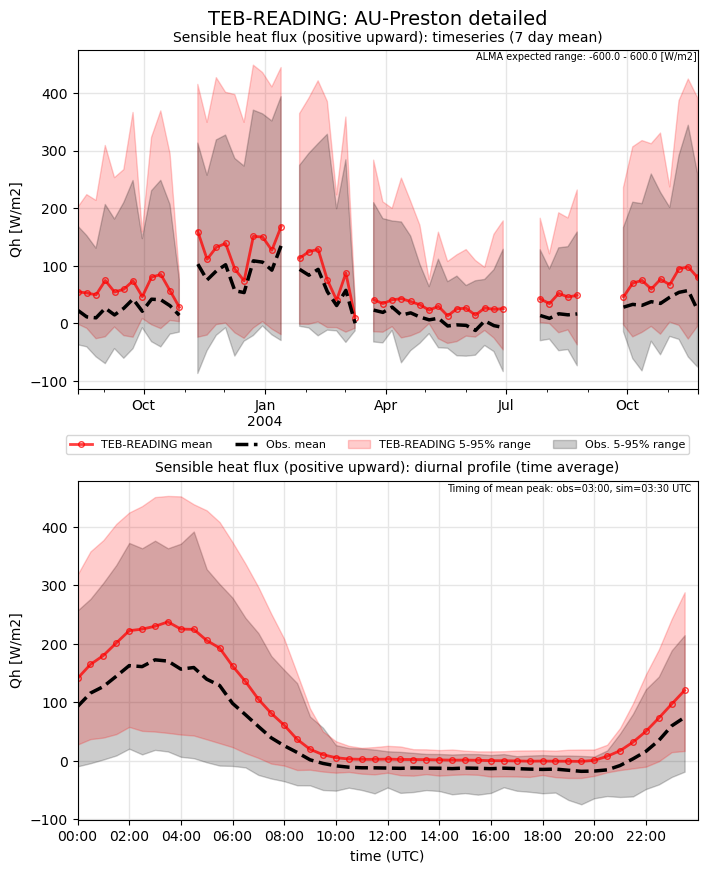 TEB-READING: AU-Preston detailed
Sensible heat flux (positive upward): timeseries (7 day mean)
ALMA expected range: -600.0 - 600.0 [W/m2]
Qh [W/m2]
400
300
200
100
0
−100
Oct
Jan
2004
Apr
Jul
Oct
TEB-READING mean
Obs. mean
TEB-READING 5-95% range
Obs. 5-95% range
Sensible heat flux (positive upward): diurnal profile (time average)
Timing of mean peak: obs=03:00, sim=03:30 UTC
Qh [W/m2]
400
300
200
100
0
−100
00:00
02:00
04:00
06:00
08:00
10:00
12:00
14:00
16:00
18:00
20:00
22:00
time (UTC)